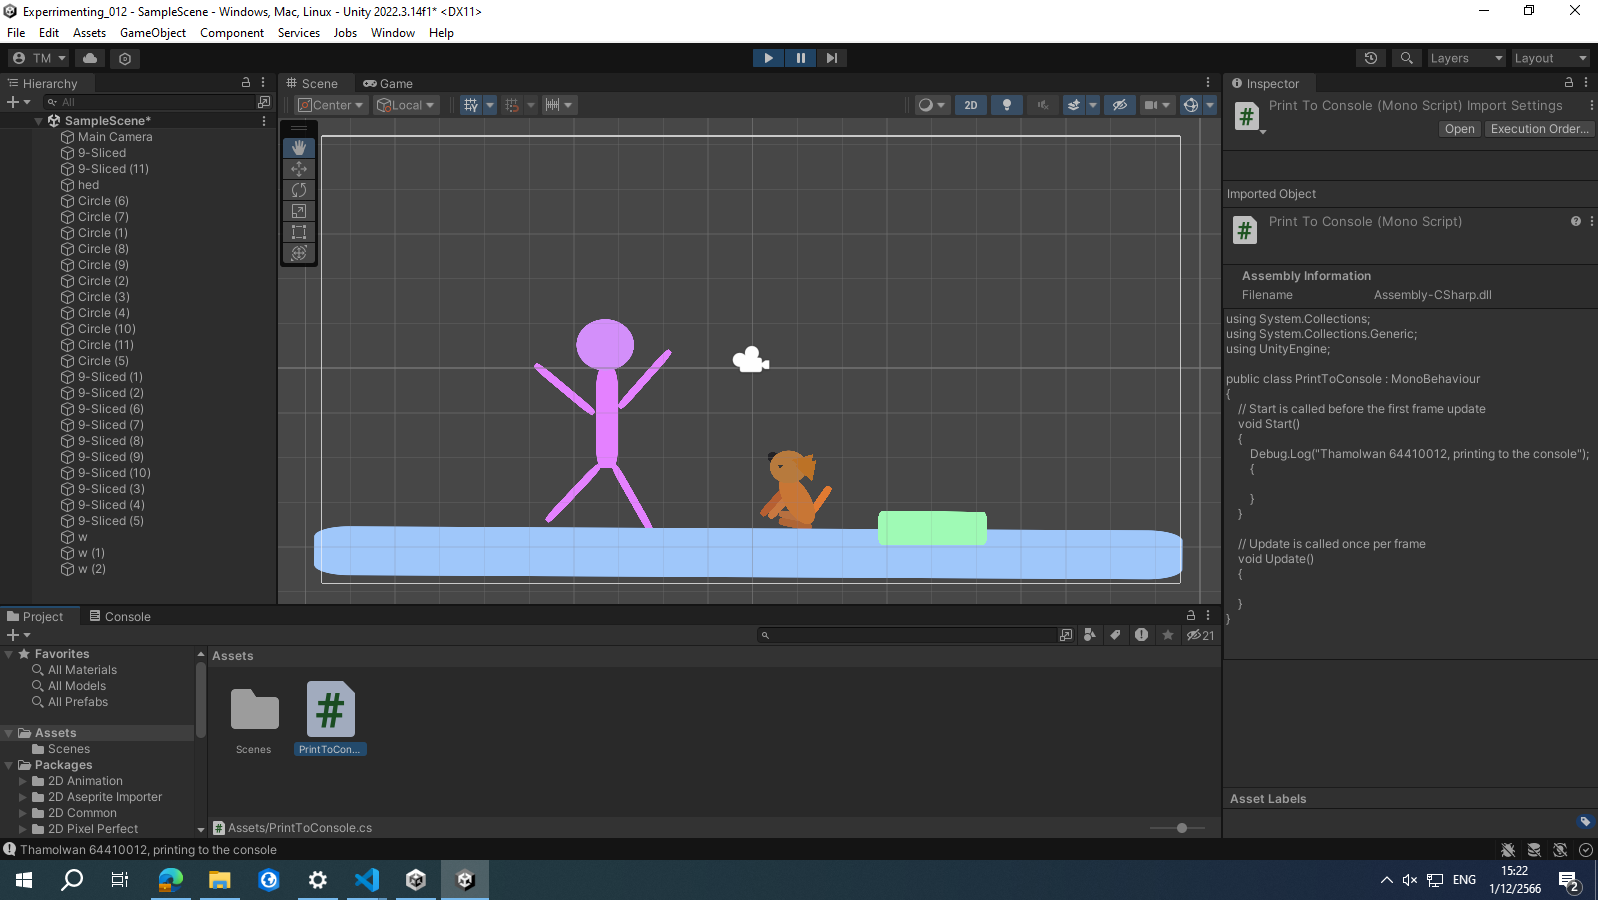 Experrimenting_012 - SampleScene - Windows, Mac, Linux - Unity 2022.3.14f1* <DX11>
File Edit Assets GameObject Component Services Jobs Window Help
TM
Layers
Layout
Hierarchy
All
SampleScene*
Main Camera
9-Sliced
9-Sliced (11)
hed
Circle (6)
Circle (7)
Circle (1)
Circle (8)
Circle (9)
Circle (2)
Circle (3)
Circle (4)
Circle (10)
Circle (11)
Circle (5)
9-Sliced (1)
9-Sliced (2)
9-Sliced (6)
9-Sliced (7)
9-Sliced (8)
9-Sliced (9)
9-Sliced (10)
9-Sliced (3)
9-Sliced (4)
9-Sliced (5)
w
w (1)
w (2)
Scene Game
Center Local 2D
Inspector
Print To Console (Mono Script) Import Settings
Open Execution Order...
Imported Object
Print To Console (Mono Script)
Assembly Information
Filename Assembly-CSharp.dll
using System.Collections;
using System.Collections.Generic;
using UnityEngine;
public class PrintToConsole : MonoBehaviour
{
// Start is called before the first frame update
void Start()
{
Debug.Log("Thamolwan 64410012, printing to the console");
{
}
}
// Update is called once per frame
void Update()
{
}
}
Asset Labels
Project Console
21
Favorites
All Materials
All Models
All Prefabs
Assets
Scenes
Packages
2D Animation
2D Aseprite Importer
2D Common
2D Pixel Perfect
Assets
Scenes
PrintToCon...
Assets/PrintToConsole.cs
Thamolwan 64410012, printing to the console
ENG
15:22
1/12/2566
2